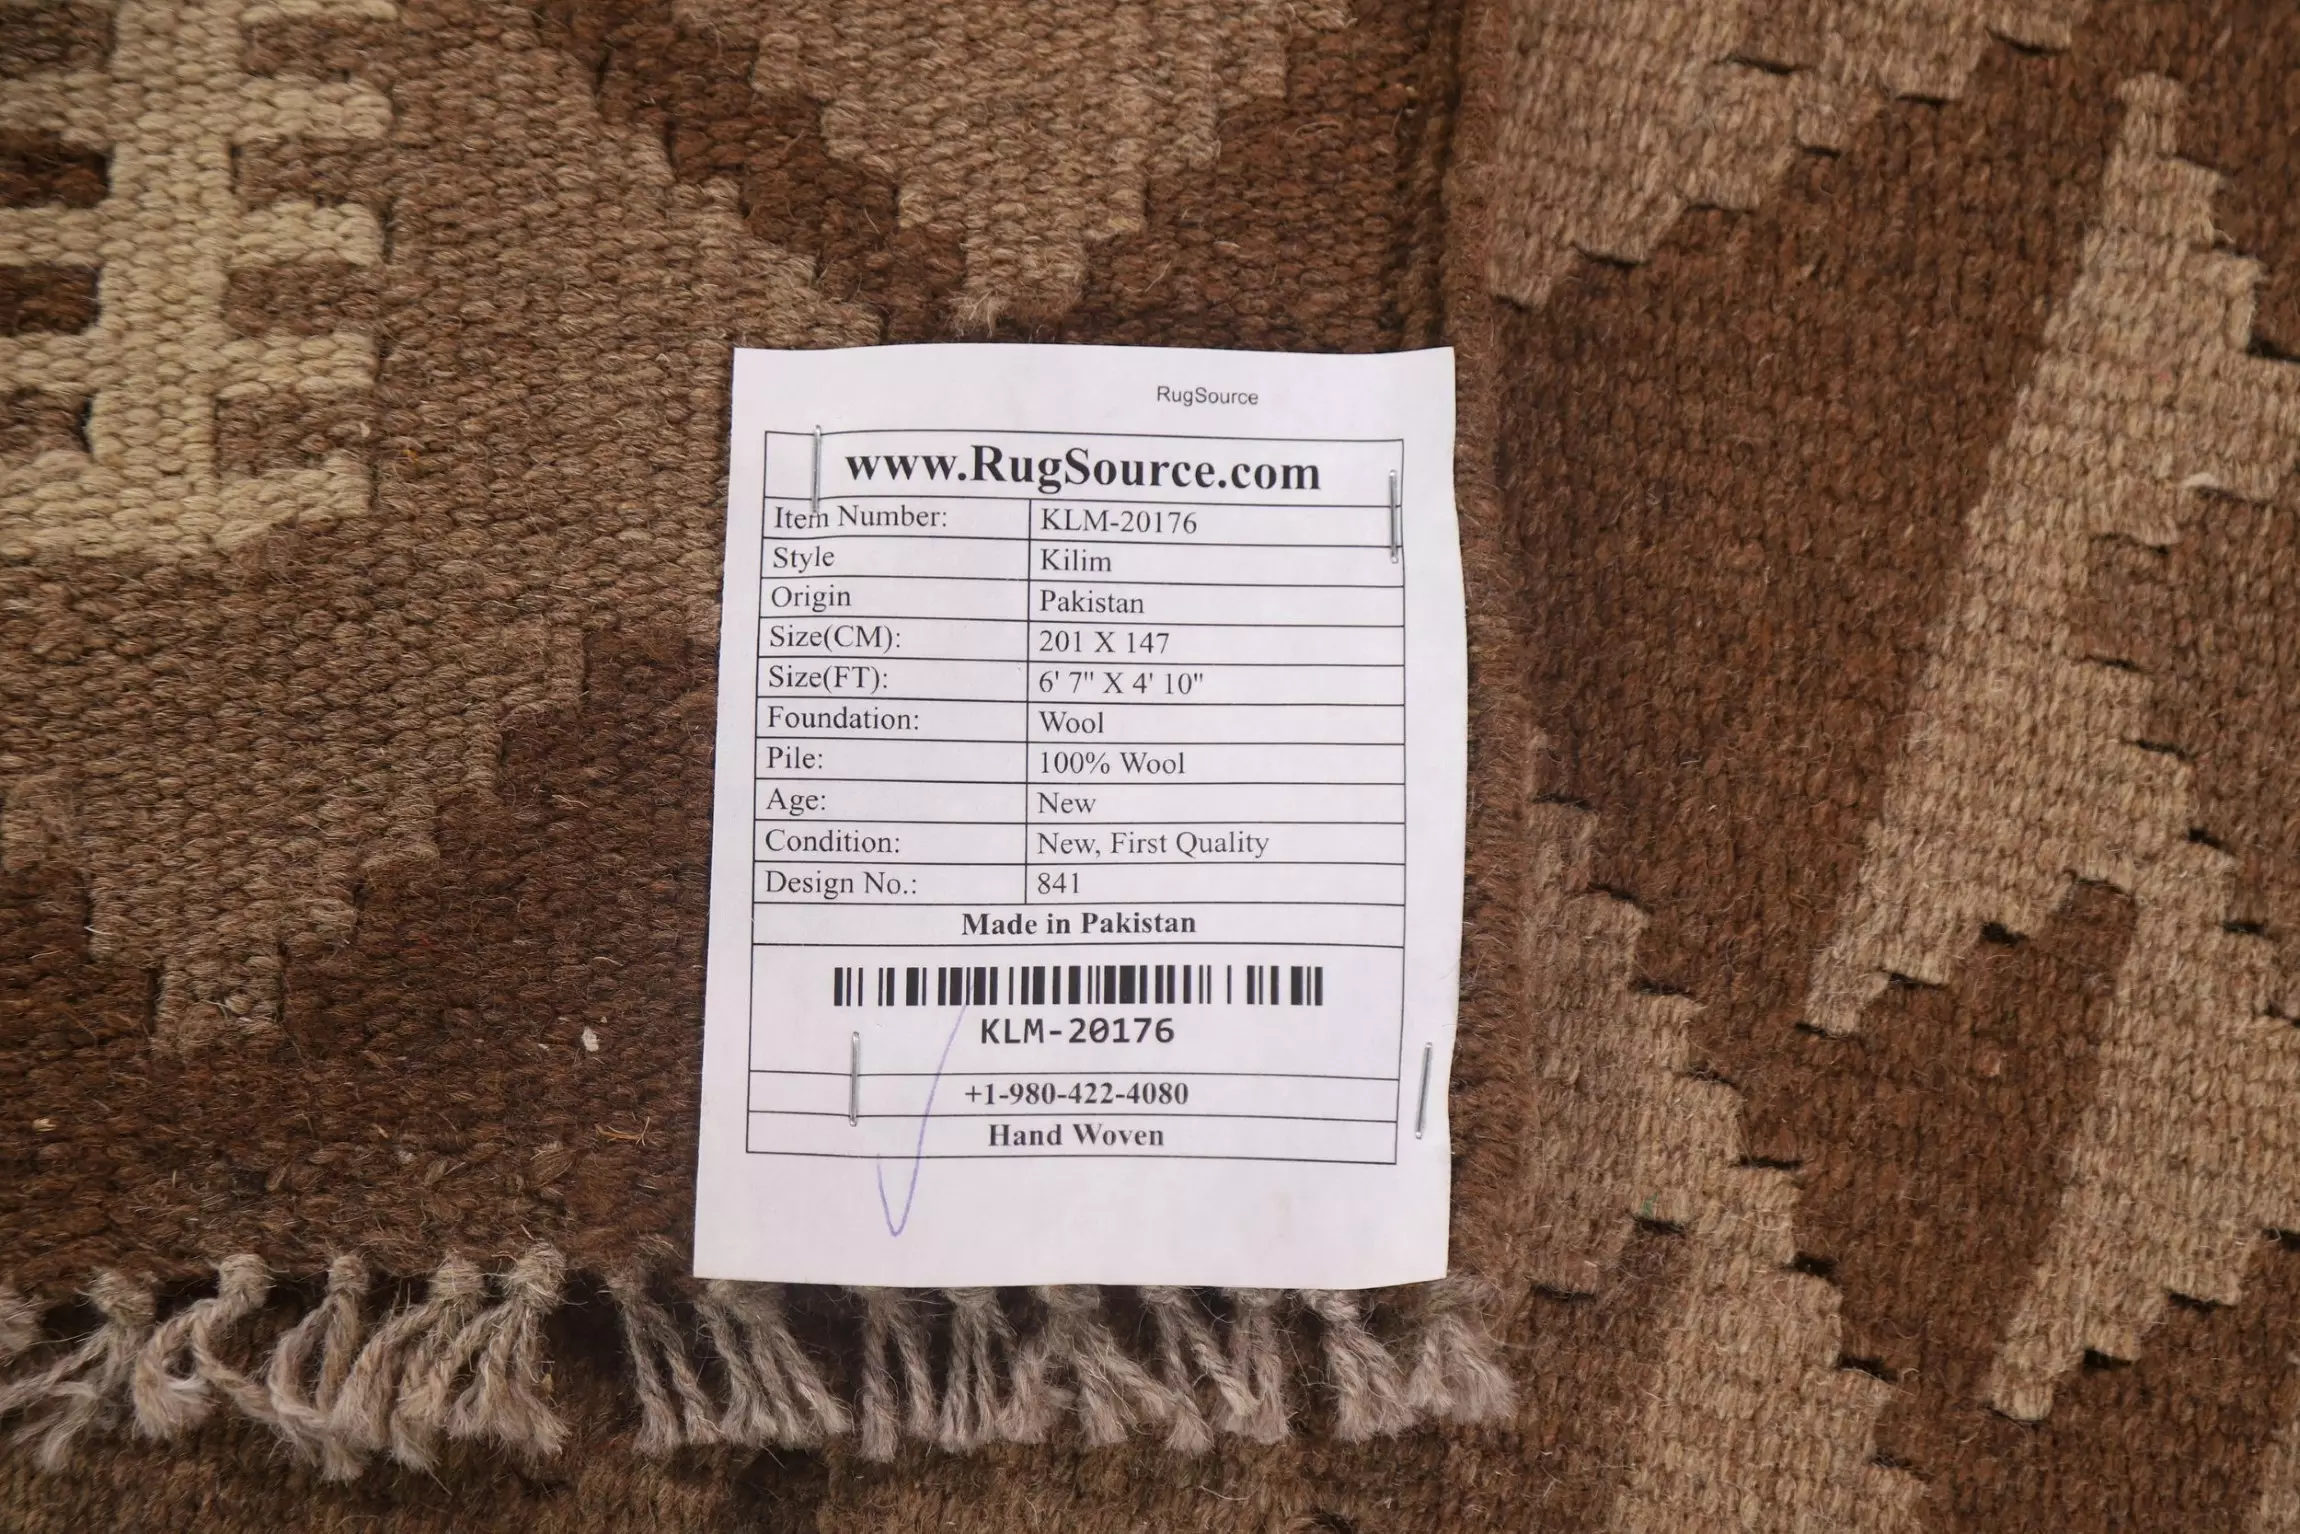 RugSource
www.RugSource.com
Item Number: KLM-20176
Style Kilim
Origin Pakistan
Size(CM): 201 X 147
Size(FT): 6' 7" X 4' 10"
Foundation: Wool
Pile: 100% Wool
Age: New
Condition: New, First Quality
Design No.: 841
Made in Pakistan
KLM-20176
+1-980-422-4080
Hand Woven